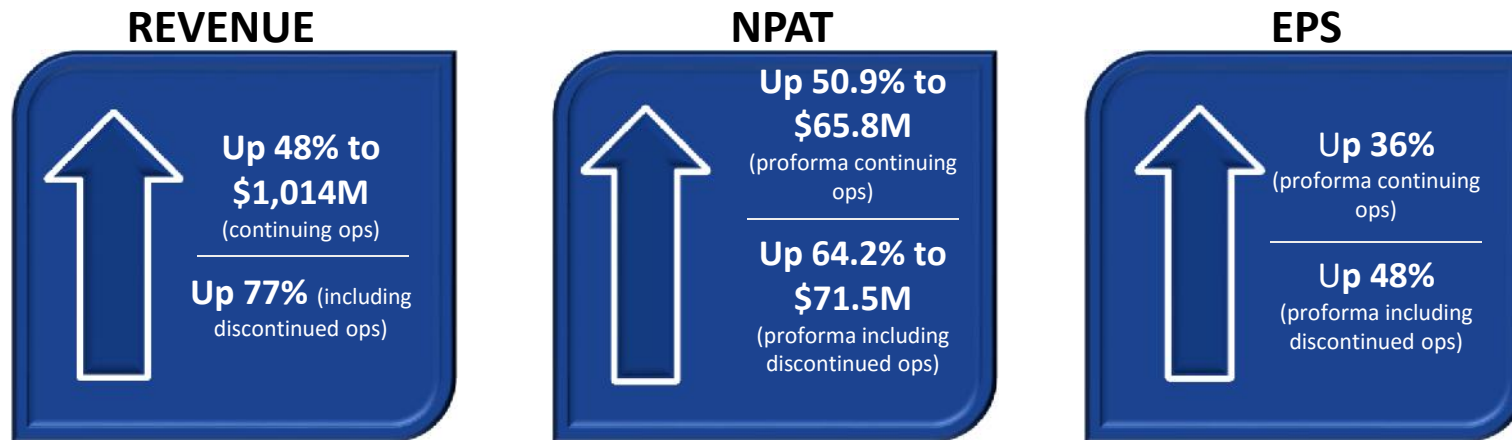 REVENUE
Up 48% to
$1,014M
(continuing ops)
Up 77% (including
discontinued ops)
NPAT
Up 50.9% to
$65.8M
(proforma continuing
ops)
Up 64.2% to
$71.5M
(proforma including
discontinued ops)
EPS
Up 36%
(proforma continuing
ops)
Up 48%
(proforma including
discontinued ops)